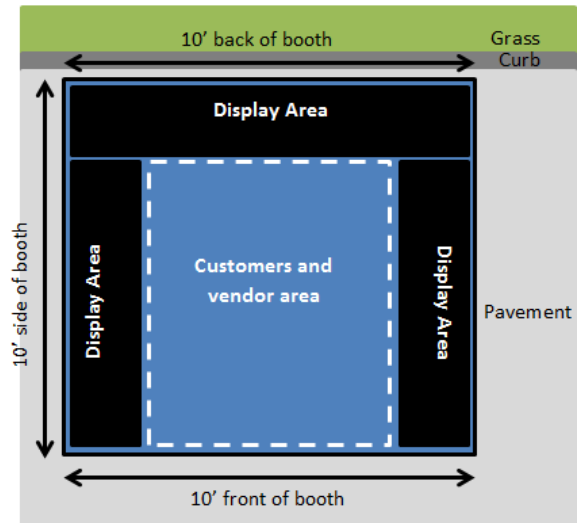 10’ back of booth
Grass
Curb
Display Area
10’ side of booth
Display Area
Customers and
vendor area
Display Area
Pavement
10’ front of booth